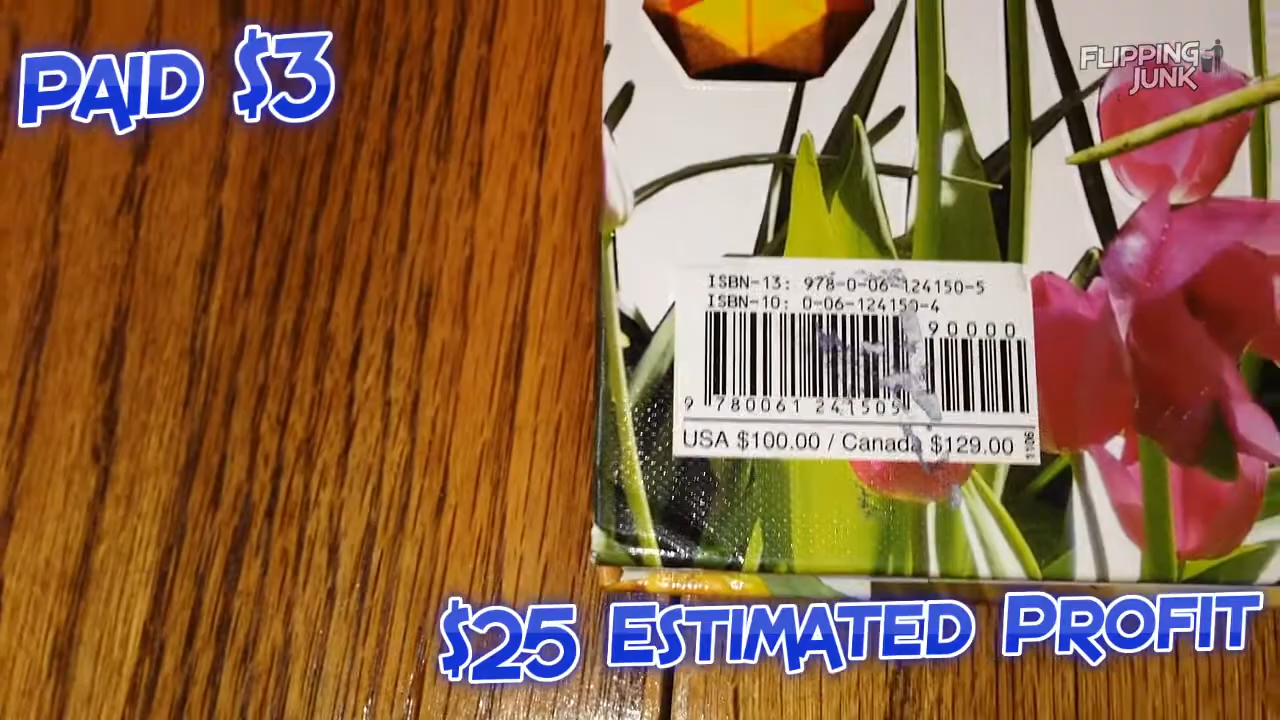 PAID $3
FLIPPING
JUNK
ISBN-13: 978-0-06-124150-5
ISBN-10: 0-06-124150-4
90000
9 780061 241505
USA $100.00 / Canada $129.00
1106
$25 ESTIMATED PROFIT